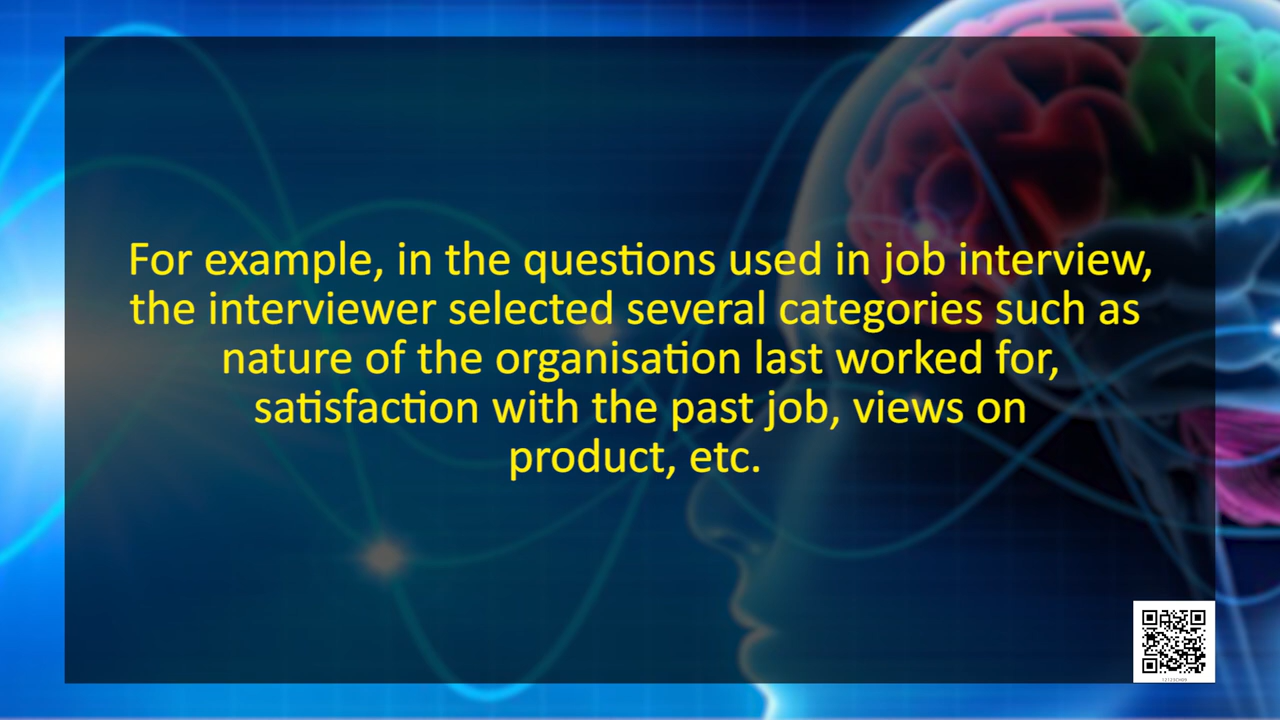 For example, in the questions used in job interview,
the interviewer selected several categories such as
nature of the organisation last worked for,
satisfaction with the past job, views on
product, etc.